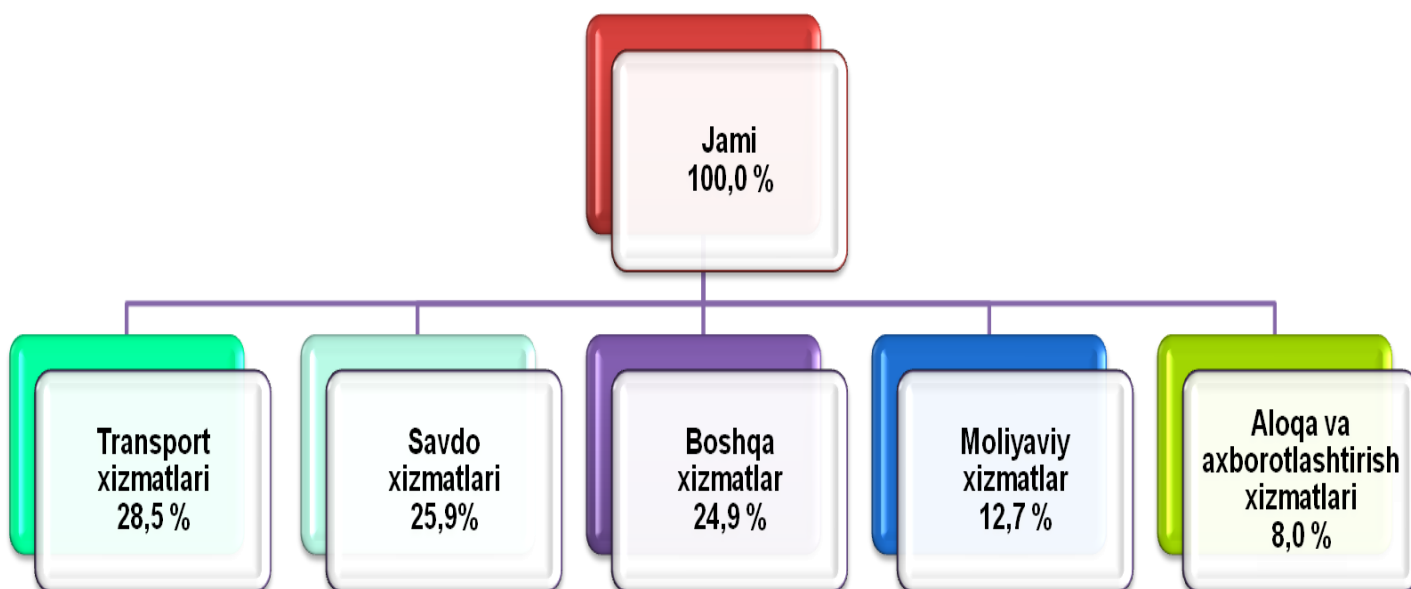 Jami
100,0 %
Transport
xizmatlari
28,5 %
Savdo
xizmatlari
25,9%
Boshqa
xizmatlar
24,9 %
Moliyaviy
xizmatlar
12,7 %
Aloqa va
axborotlashtirish
xizmatlari
8,0 %